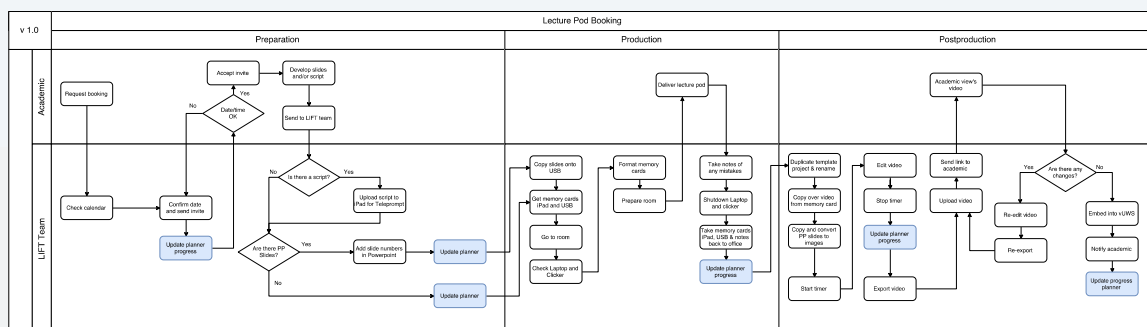 Lecture Pod Booking
v 1.0
Preparation
Production
Postproduction
Academic
Request booking
Accept invite
Develop slides
and/or script
No
Date/time
OK
Yes
Send to LIFT team
Deliver lecture pod
Academic view's
video
LIFT Team
Check calendar
Confirm date
and send invite
Update planner
progress
Is there a script?
No
Yes
Upload script to
iPad for Teleprompt
Are there PP
Slides?
Yes
No
Add slide numbers
in Powerpoint
Update planner
Update planner
Copy slides onto
USB
Get memory cards
iPad and USB
Go to room
Check Laptop and
Clicker
Format memory
cards
Prepare room
Take notes of
any mistakes
Shutdown Laptop
and clicker
Take memory cards
iPad, USB & notes
back to office
Update planner
progress
Duplicate template
project & rename
Copy over video
from memory card
Copy and convert
PP slides to
images
Start timer
Edit video
Stop timer
Update planner
progress
Export video
Send link to
academic
Upload video
Yes
Are there any
changes?
No
Re-edit video
Re-export
Embed into vUWS
Notify academic
Update progress
planner